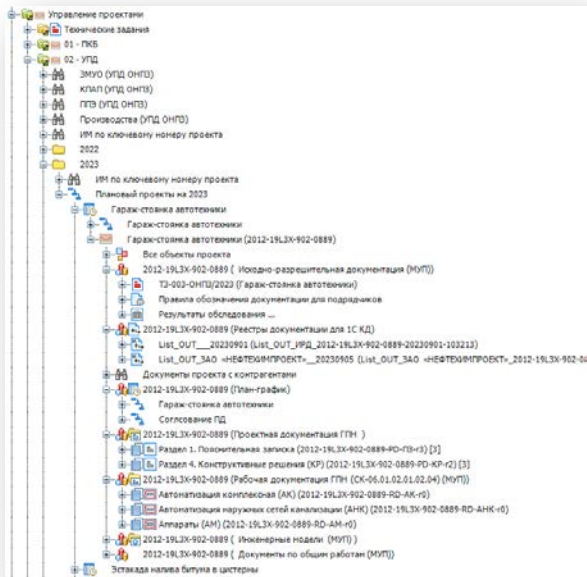 Управление проектами
Технические задания
01 - ПКБ
02 - УПД
ЗМУО (УПД ОНПЗ)
КПАП (УПД ОНПЗ)
ППЭ (УПД ОНПЗ)
Производства (УПД ОНПЗ)
ИМ по ключевому номеру проекта
2022
2023
ИМ по ключевому номеру проекта
Плановый проекты на 2023
Гараж-стоянка автотехники
Гараж-стоянка автотехники
Гараж-стоянка автотехники (2012-19L3X-902-0889)
Все объекты проекта
2012-19L3X-902-0889 ( Исходно-разрешительная документация (МУП))
ТЗ-003-ОНПЗ/2023 (Гараж-стоянка автотехники)
Правила обозначения документации для подрядчиков
Результаты обследования ...
2012-19L3X-902-0889 (Реестры документации для 1С КД)
List_OUT___20230901 (List_OUT_ИРД_2012-19L3X-902-0889-20230901-103213)
List_OUT_ЗАО «НЕФТЕХИМПРОЕКТ»__20230905 (List_OUT_ЗАО «НЕФТЕХИМПРОЕКТ»_2012-19L3X-902-0
Документы проекта с контрагентами
2012-19L3X-902-0889 (План-график)
Гараж-стоянка автотехники
Соглсование ПД
2012-19L3X-902-0889 (Проектная документация ГПН )
Раздел 1. Пояснительная записка (2012-19L3X-902-0889-PD-ПЗ-r3) [3]
Раздел 4. Конструктивные решения (КР) (2012-19L3X-902-0889-PD-KP-r2) [3]
2012-19L3X-902-0889 (Рабочая документация ГПН (СК-06.01.02.01.02.04) (МУП))
Автоматизация комплексная (АК) (2012-19L3X-902-0889-RD-AK-r0)
Автоматизация наружных сетей канализации (АНК) (2012-19L3X-902-0889-RD-АНК-r0)
Аппараты (АМ) (2012-19L3X-902-0889-RD-AM-r0)
2012-19L3X-902-0889 ( Инженерные модели (МУП) )
2012-19L3X-902-0889 ( Документы по общим работам (МУП))
Эстакада налива битума в цистерны